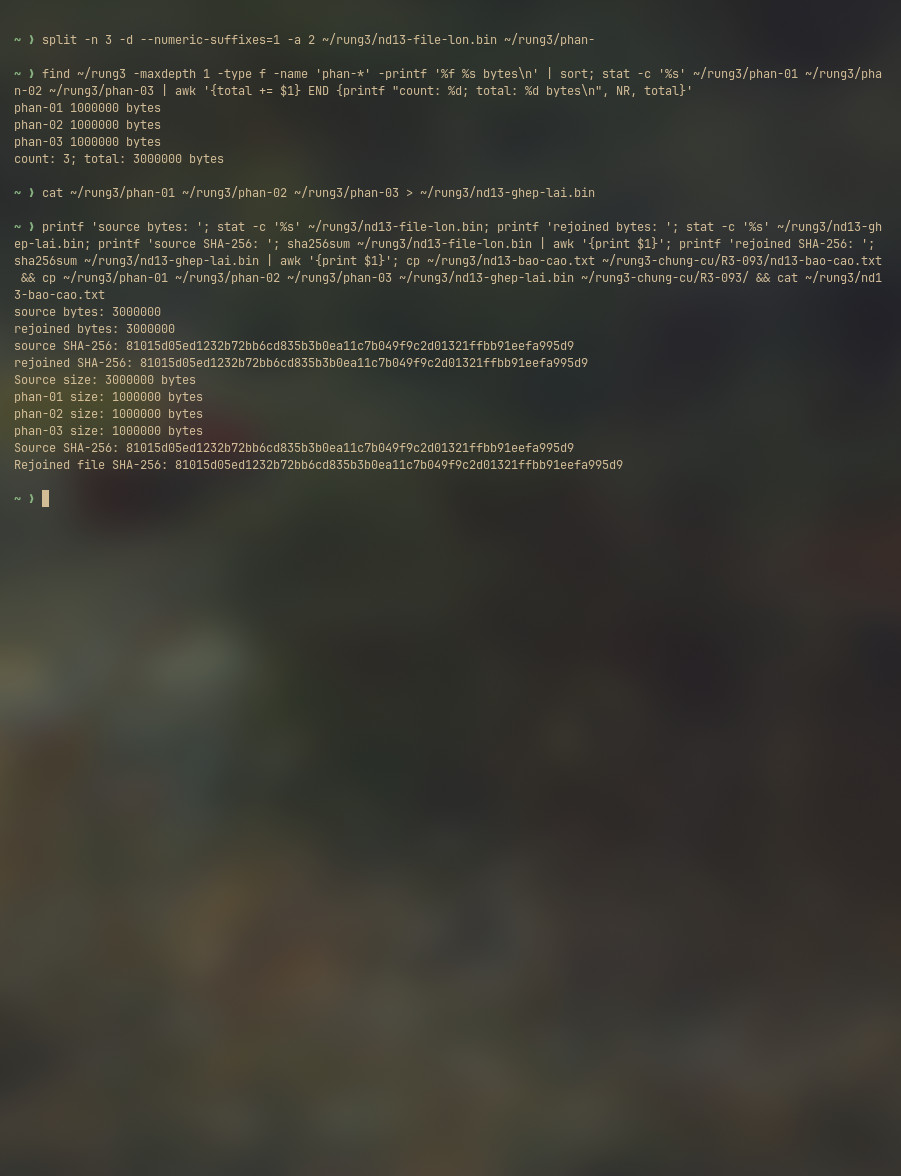 ~ ❯ split -n 3 -d --numeric-suffixes=1 -a 2 ~/rung3/nd13-file-lon.bin ~/rung3/phan-
~ ❯ find ~/rung3 -maxdepth 1 -type f -name 'phan-*' -printf '%f %s bytes\n' | sort; stat -c '%s' ~/rung3/phan-01 ~/rung3/pha
n-02 ~/rung3/phan-03 | awk '{total += $1} END {printf "count: %d; total: %d bytes\n", NR, total}'
phan-01 1000000 bytes
phan-02 1000000 bytes
phan-03 1000000 bytes
count: 3; total: 3000000 bytes
~ ❯ cat ~/rung3/phan-01 ~/rung3/phan-02 ~/rung3/phan-03 > ~/rung3/nd13-ghep-lai.bin
~ ❯ printf 'source bytes: '; stat -c '%s' ~/rung3/nd13-file-lon.bin; printf 'rejoined bytes: '; stat -c '%s' ~/rung3/nd13-gh
ep-lai.bin; printf 'source SHA-256: '; sha256sum ~/rung3/nd13-file-lon.bin | awk '{print $1}'; printf 'rejoined SHA-256: ';
sha256sum ~/rung3/nd13-ghep-lai.bin | awk '{print $1}'; cp ~/rung3/nd13-bao-cao.txt ~/rung3-chung-cu/R3-093/nd13-bao-cao.txt
 && cp ~/rung3/phan-01 ~/rung3/phan-02 ~/rung3/phan-03 ~/rung3/nd13-ghep-lai.bin ~/rung3-chung-cu/R3-093/ && cat ~/rung3/nd1
3-bao-cao.txt
source bytes: 3000000
rejoined bytes: 3000000
source SHA-256: 81015d05ed1232b72bb6cd835b3b0ea11c7b049f9c2d01321ffbb91eefa995d9
rejoined SHA-256: 81015d05ed1232b72bb6cd835b3b0ea11c7b049f9c2d01321ffbb91eefa995d9
Source size: 3000000 bytes
phan-01 size: 1000000 bytes
phan-02 size: 1000000 bytes
phan-03 size: 1000000 bytes
Source SHA-256: 81015d05ed1232b72bb6cd835b3b0ea11c7b049f9c2d01321ffbb91eefa995d9
Rejoined file SHA-256: 81015d05ed1232b72bb6cd835b3b0ea11c7b049f9c2d01321ffbb91eefa995d9
~ ❯